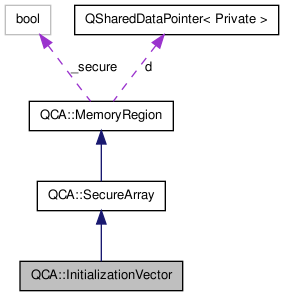 bool
QSharedDataPointer< Private >
_secure
d
QCA::MemoryRegion
QCA::SecureArray
QCA::InitializationVector